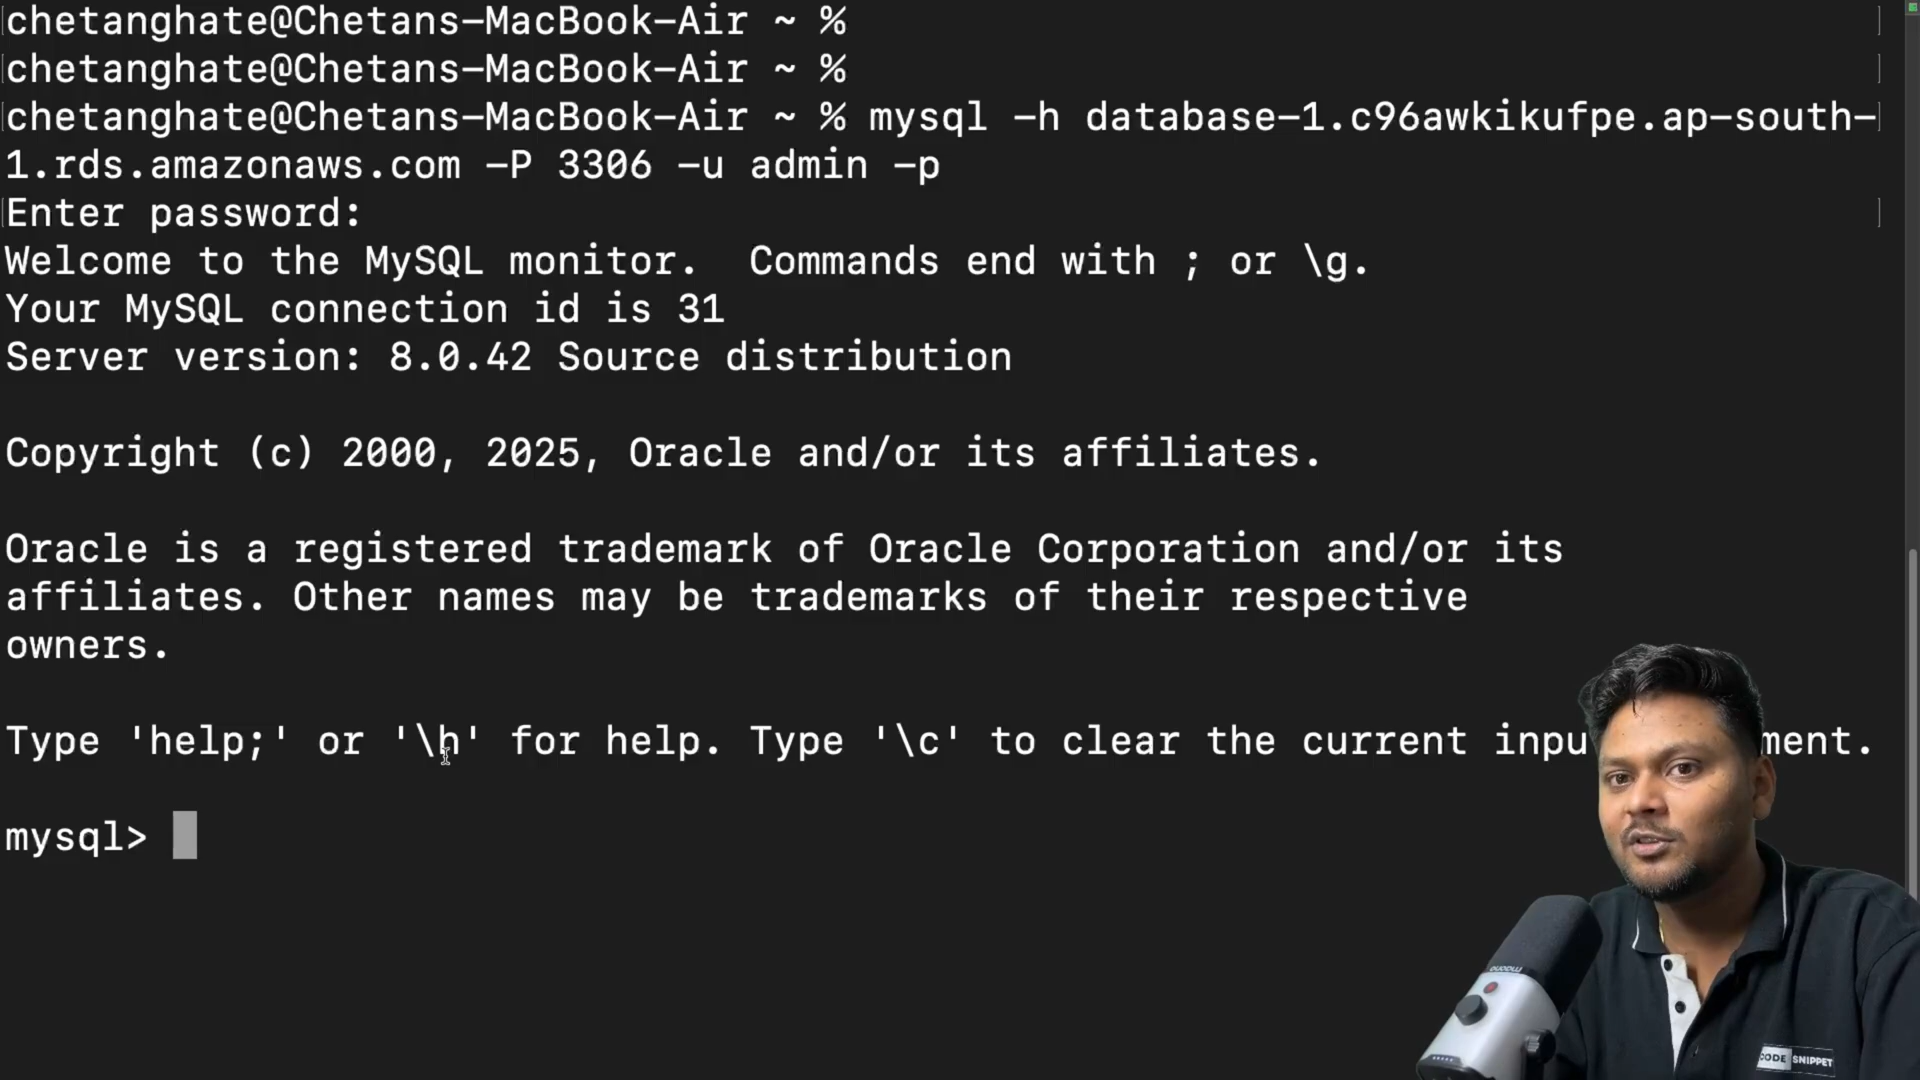 chetanghate@Chetans-MacBook-Air ~ %
chetanghate@Chetans-MacBook-Air ~ %
chetanghate@Chetans-MacBook-Air ~ % mysql -h database-1.c96awkikufpe.ap-south-
1.rds.amazonaws.com -P 3306 -u admin -p
Enter password:
Welcome to the MySQL monitor.  Commands end with ; or \g.
Your MySQL connection id is 31
Server version: 8.0.42 Source distribution
Copyright (c) 2000, 2025, Oracle and/or its affiliates.
Oracle is a registered trademark of Oracle Corporation and/or its
affiliates. Other names may be trademarks of their respective
owners.
Type 'help;' or '\h' for help. Type '\c' to clear the current inpu ment.
mysql>
maono
CODE SNIPPET